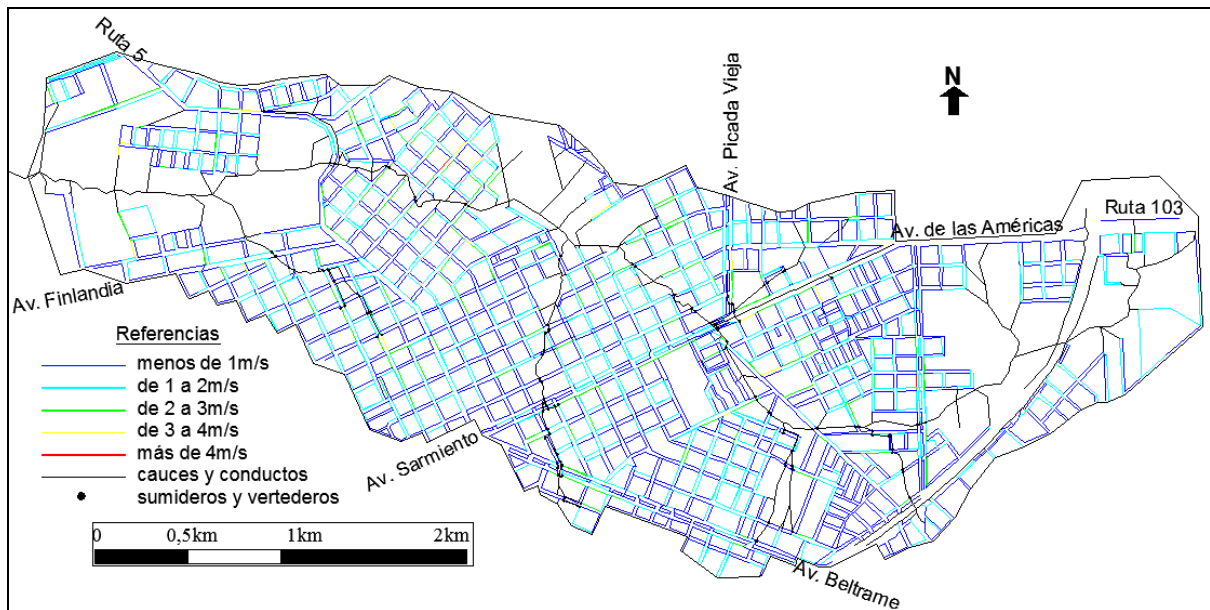 Ruta 5
N
Av. Picada Vieja
Ruta 103
Av. de las Américas
Av. Finlandia
Referencias
menos de 1m/s
de 1 a 2m/s
de 2 a 3m/s
de 3 a 4m/s
más de 4m/s
cauces y conductos
sumideros y vertederos
Av. Sarmiento
0 0,5km 1km 2km
Av. Beltrame